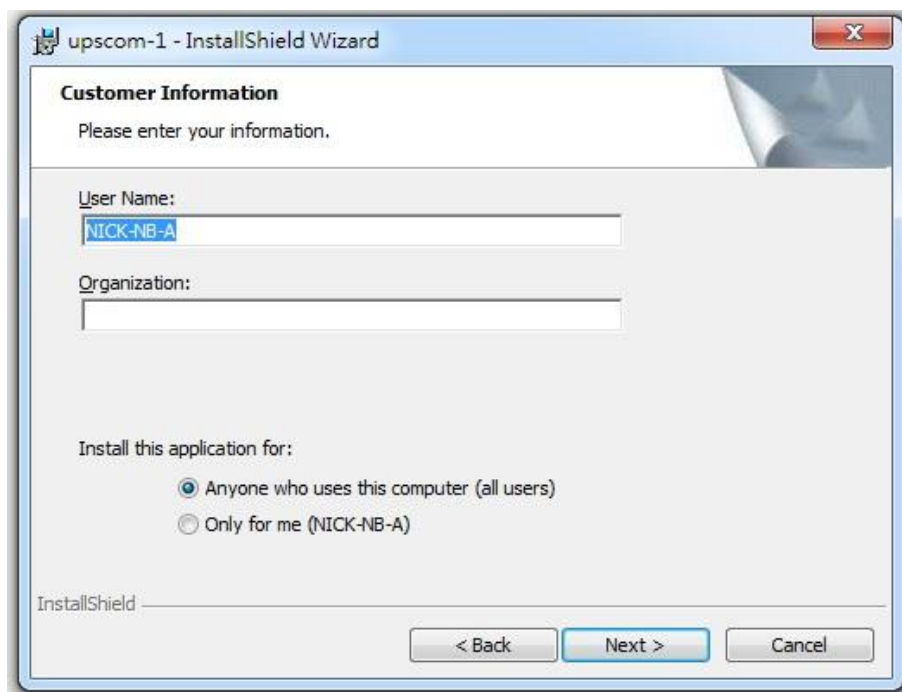 upscom-1 - InstallShield Wizard
Customer Information
Please enter your information.
User Name:
NICK-NB-A
Organization:
Install this application for:
Anyone who uses this computer (all users)
Only for me (NICK-NB-A)
InstallShield
< Back Next > Cancel